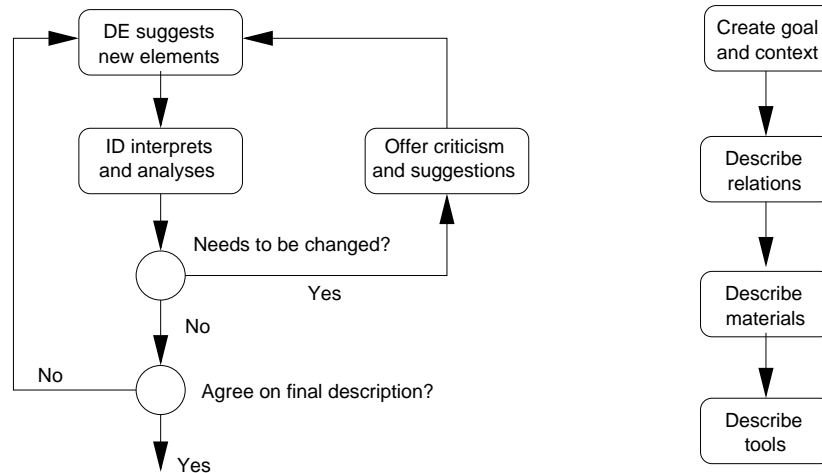 DE suggests
new elements
ID interprets
and analyses
Offer criticism
and suggestions
Needs to be changed?
Yes
No
No
Agree on final description?
Yes
Create goal
and context
Describe
relations
Describe
materials
Describe
tools